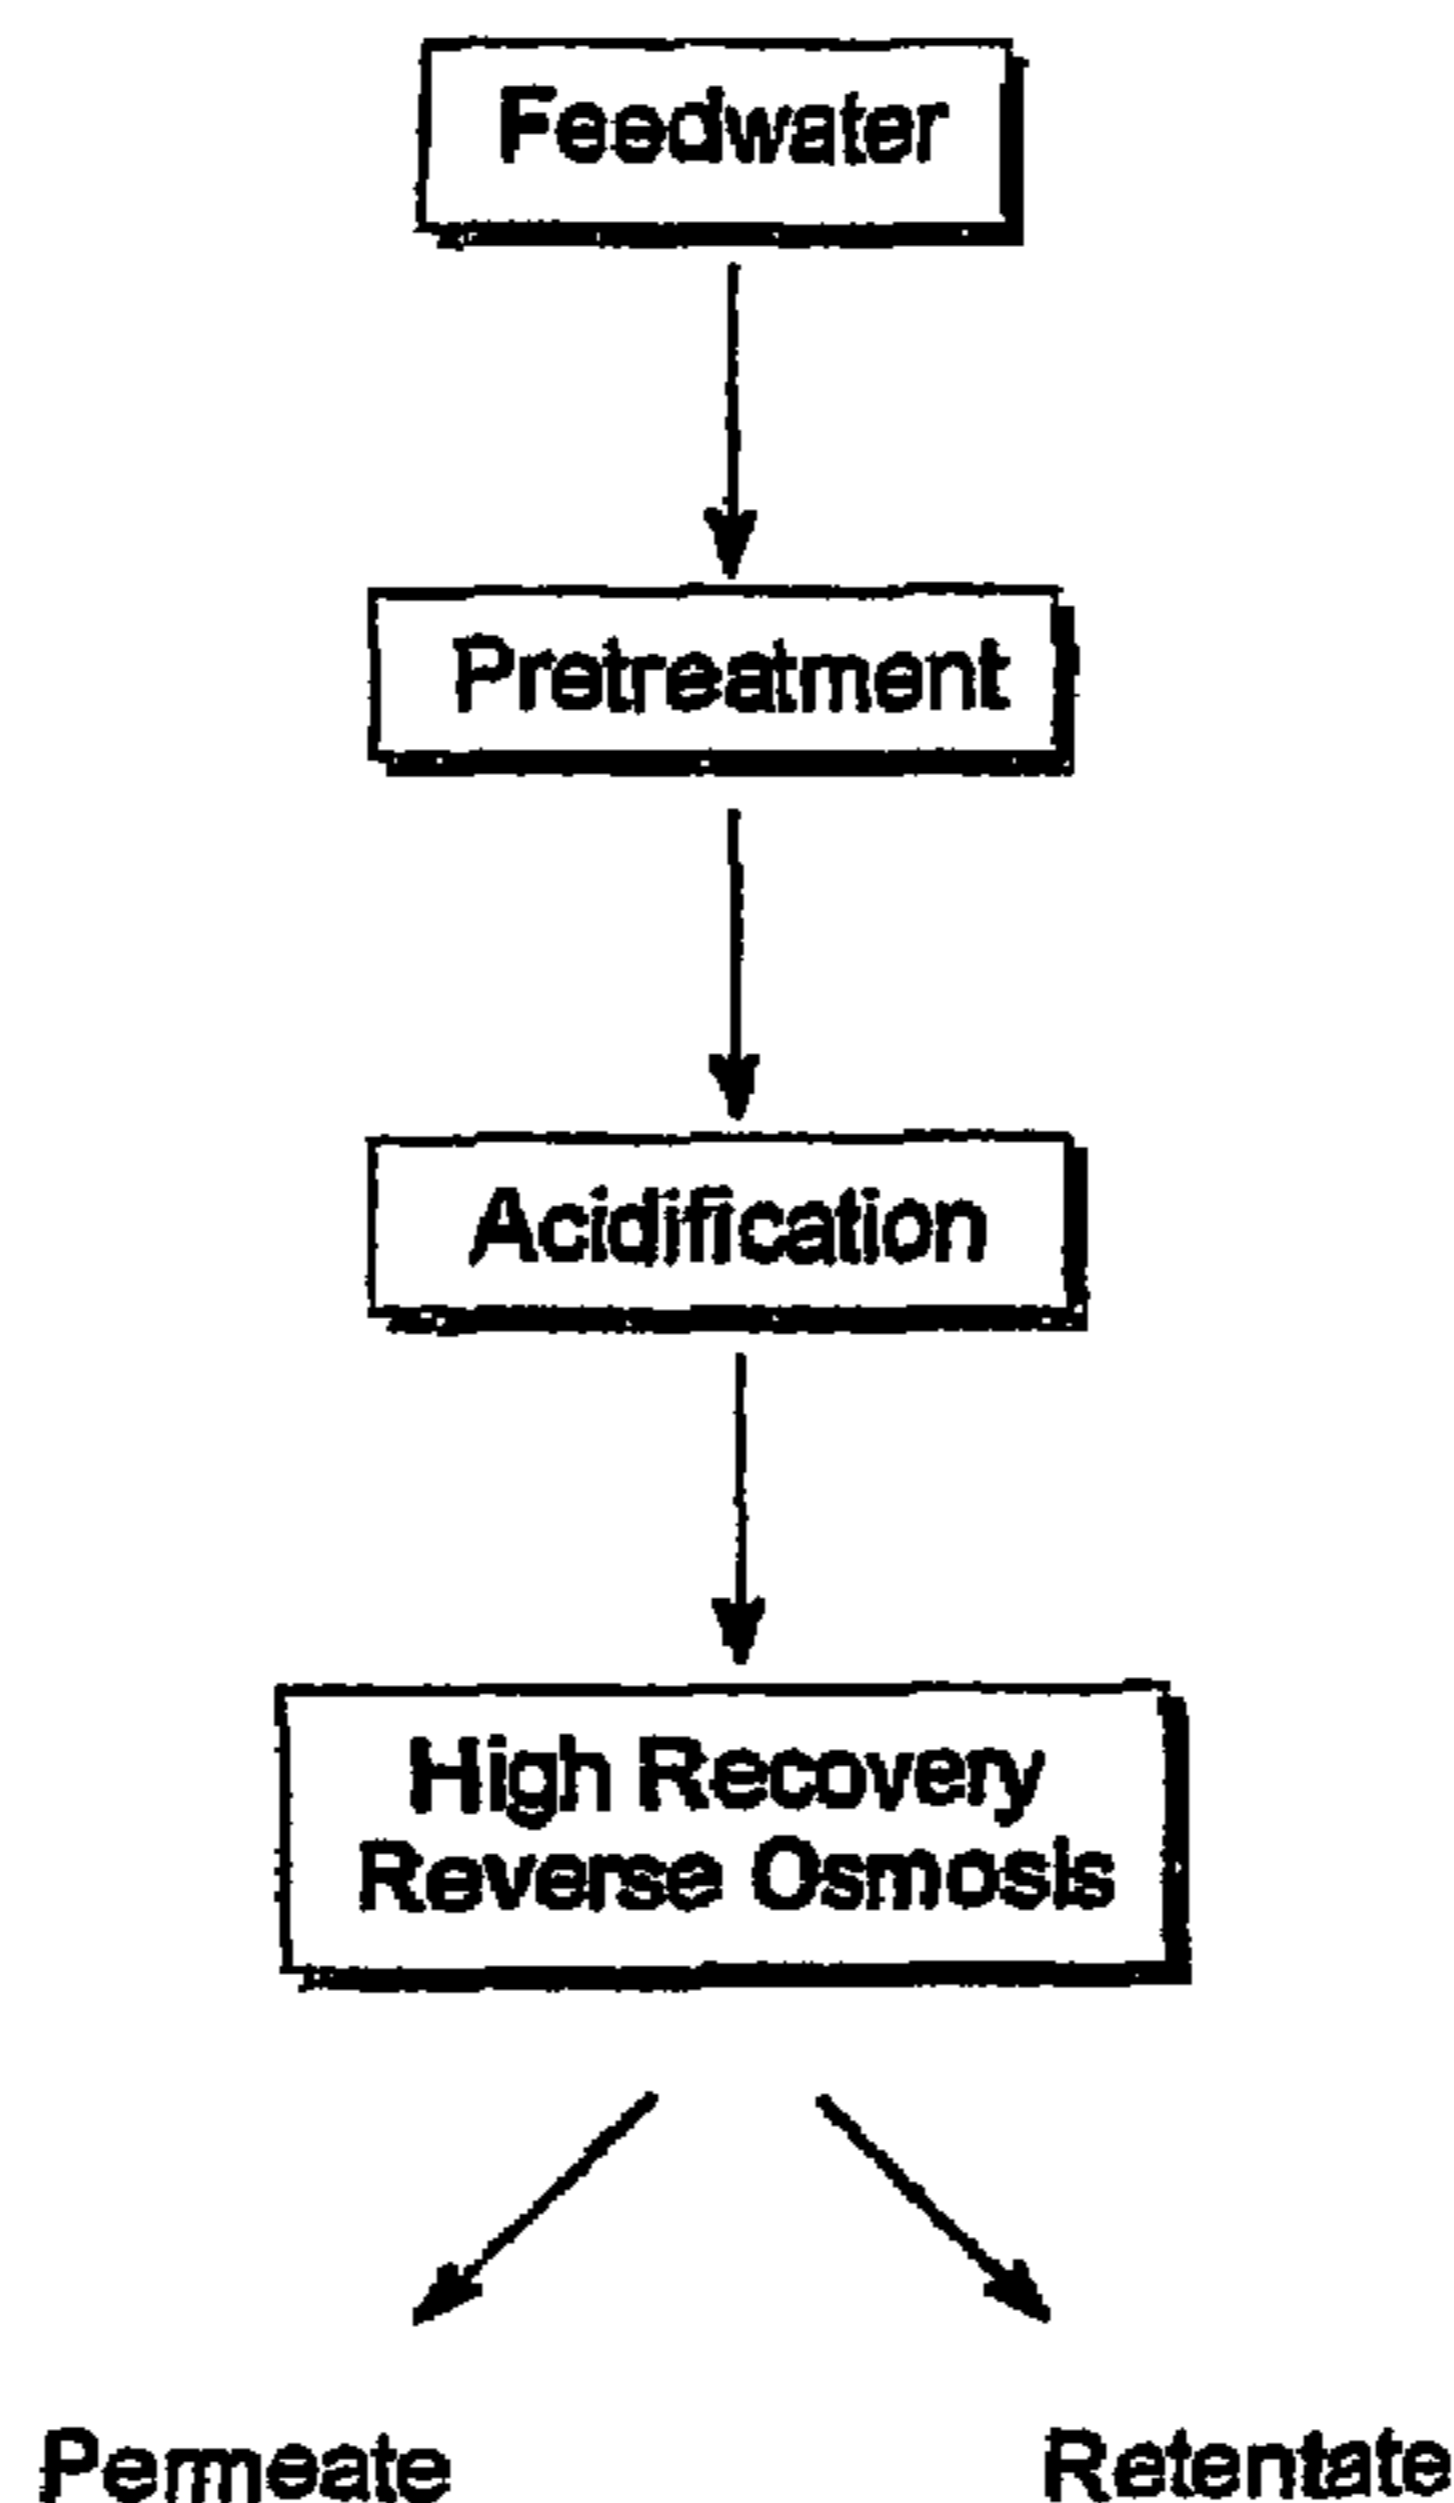 Feedwater
Pretreatment
Acidification
High Recovery
Reverse Osmosis
Permeate
Retentate